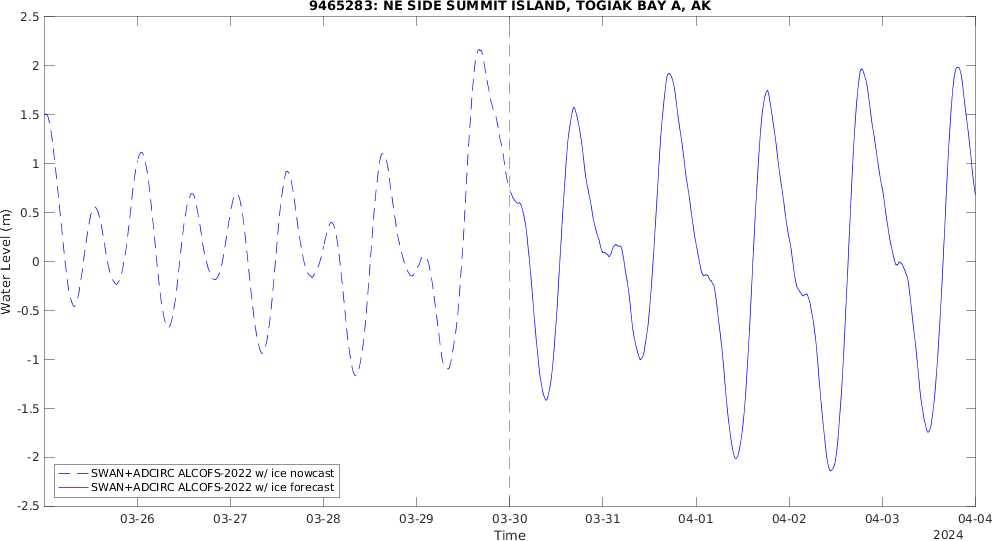 9465283: NE SIDE SUMMIT ISLAND, TOGIAK BAY A, AK
2.5
2
1.5
1
0.5
0
-0.5
-1
-1.5
-2
-2.5
Water Level (m)
SWAN+ADCIRC ALCOFS-2022 w/ ice nowcast
SWAN+ADCIRC ALCOFS-2022 w/ ice forecast
03-26 03-27 03-28 03-29 03-30 03-31 04-01 04-02 04-03 04-04
Time
2024